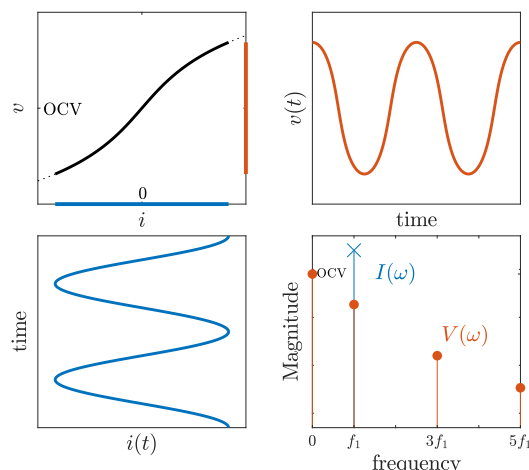 v
OCV
0
i
v(t)
time
time
i(t)
Magnitude
OCV
I(ω)
V(ω)
0
f₁
3f₁
5f₁
frequency